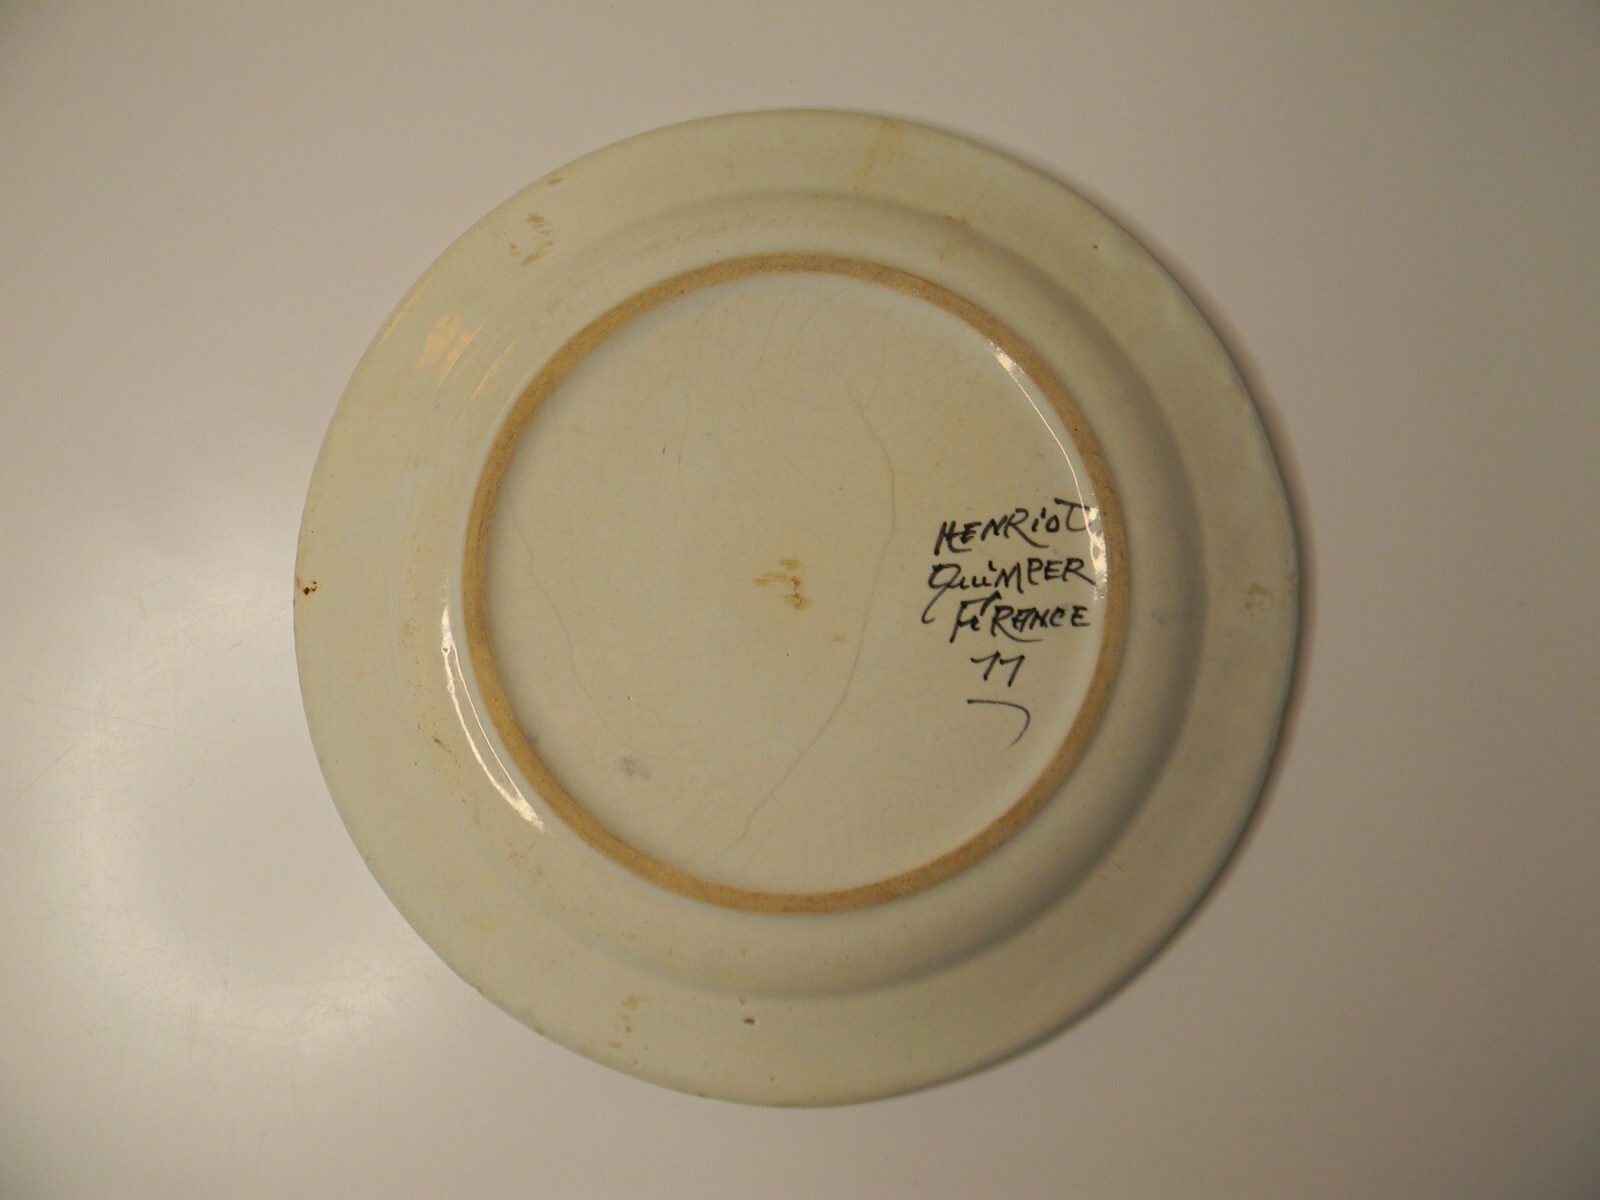 HENRiOT
QuiMPER
FRANCE
11